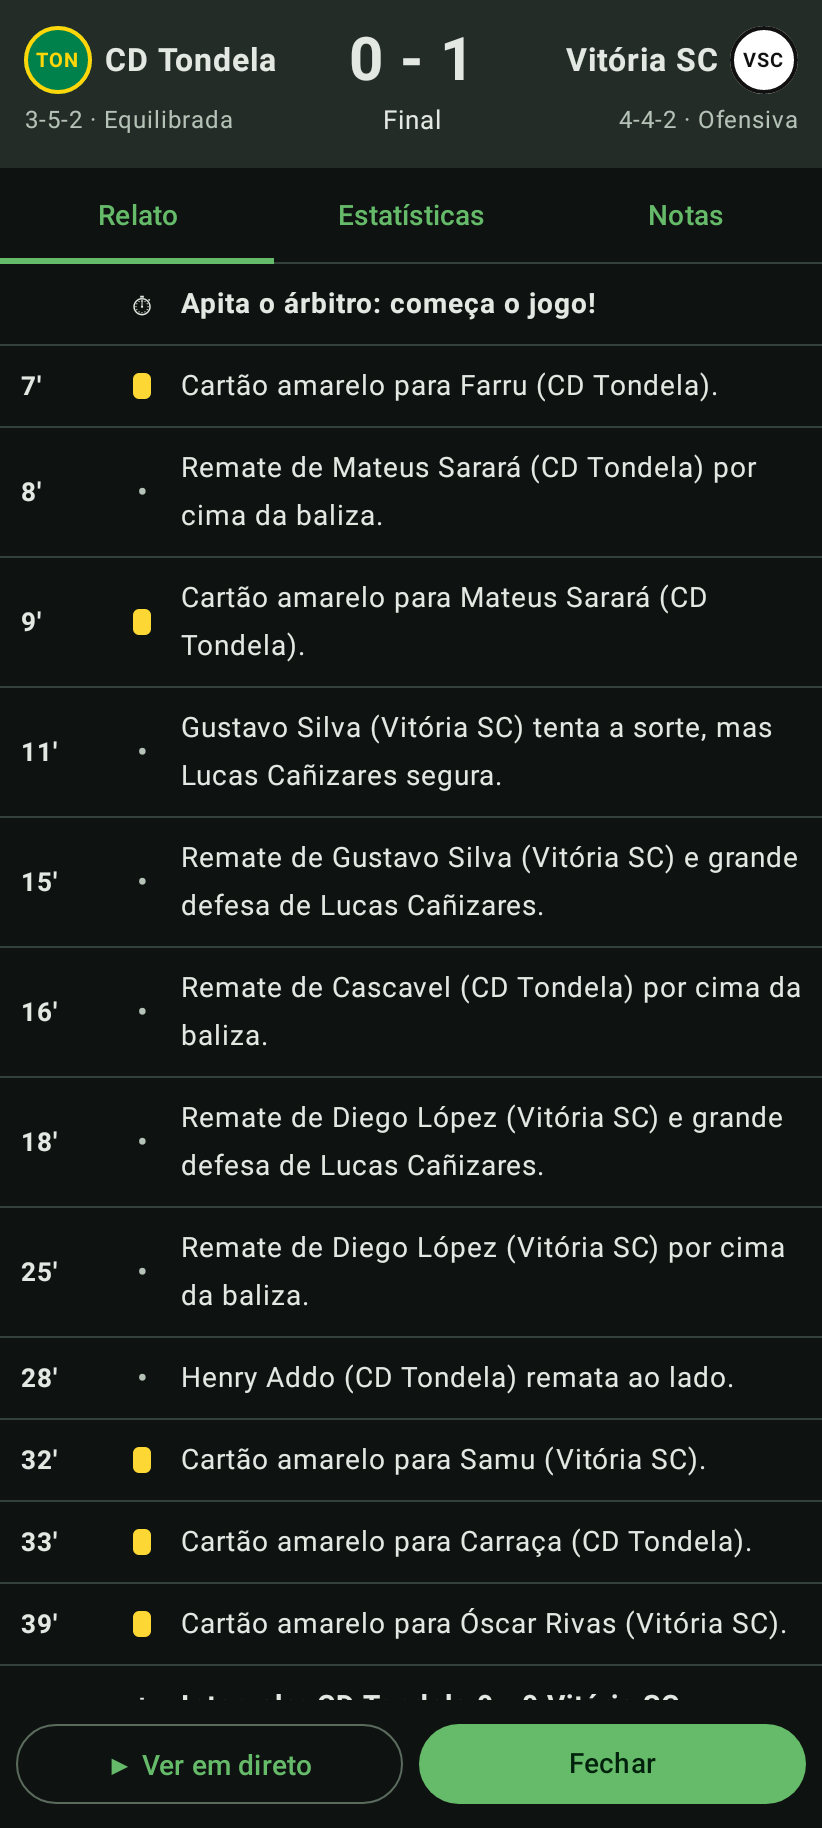 TON CD Tondela 0 - 1 Vitória SC VSC
3-5-2 · Equilibrada Final 4-4-2 · Ofensiva
Relato Estatísticas Notas
Apita o árbitro: começa o jogo!
7' Cartão amarelo para Farru (CD Tondela).
8' Remate de Mateus Sarará (CD Tondela) por
cima da baliza.
9' Cartão amarelo para Mateus Sarará (CD
Tondela).
11' Gustavo Silva (Vitória SC) tenta a sorte, mas
Lucas Cañizares segura.
15' Remate de Gustavo Silva (Vitória SC) e grande
defesa de Lucas Cañizares.
16' Remate de Cascavel (CD Tondela) por cima da
baliza.
18' Remate de Diego López (Vitória SC) e grande
defesa de Lucas Cañizares.
25' Remate de Diego López (Vitória SC) por cima
da baliza.
28' Henry Addo (CD Tondela) remata ao lado.
32' Cartão amarelo para Samu (Vitória SC).
33' Cartão amarelo para Carraça (CD Tondela).
39' Cartão amarelo para Óscar Rivas (Vitória SC).
CD Tondela 0 - 0 Vitória SC
► Ver em direto Fechar